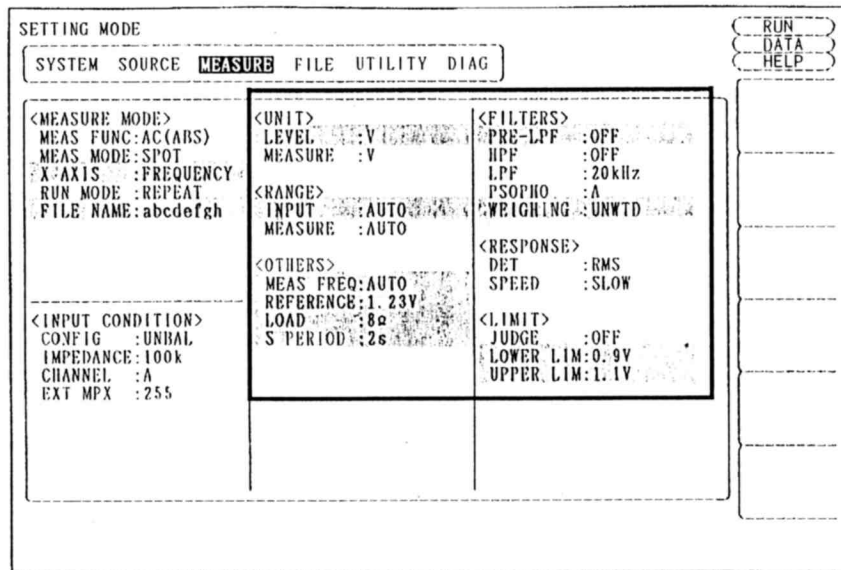 SETTING MODE
SYSTEM SOURCE MEASURE FILE UTILITY DIAG
RUN
DATA
HELP
<MEASURE MODE>
MEAS FUNC:AC(ABS)
MEAS MODE:SPOT
X-AXIS :FREQUENCY
RUN MODE :REPEAT
FILE NAME:abcdefgh
<INPUT CONDITION>
CONFIG :UNBAL
IMPEDANCE:100k
CHANNEL :A
EXT MPX :255
<UNIT>
LEVEL :V
MEASURE :V
<RANGE>
INPUT :AUTO
MEASURE :AUTO
<OTHERS>
MEAS FREQ:AUTO
REFERENCE:1.23V
LOAD :8Ω
S PERIOD :2s
<FILTERS>
PRE-LPF :OFF
HPF :OFF
LPF :20kHz
PSOPHO :A
WEIGHING :UNWTD
<RESPONSE>
DET :RMS
SPEED :SLOW
<LIMIT>
JUDGE :OFF
LOWER LIM:0.9V
UPPER LIM:1.1V